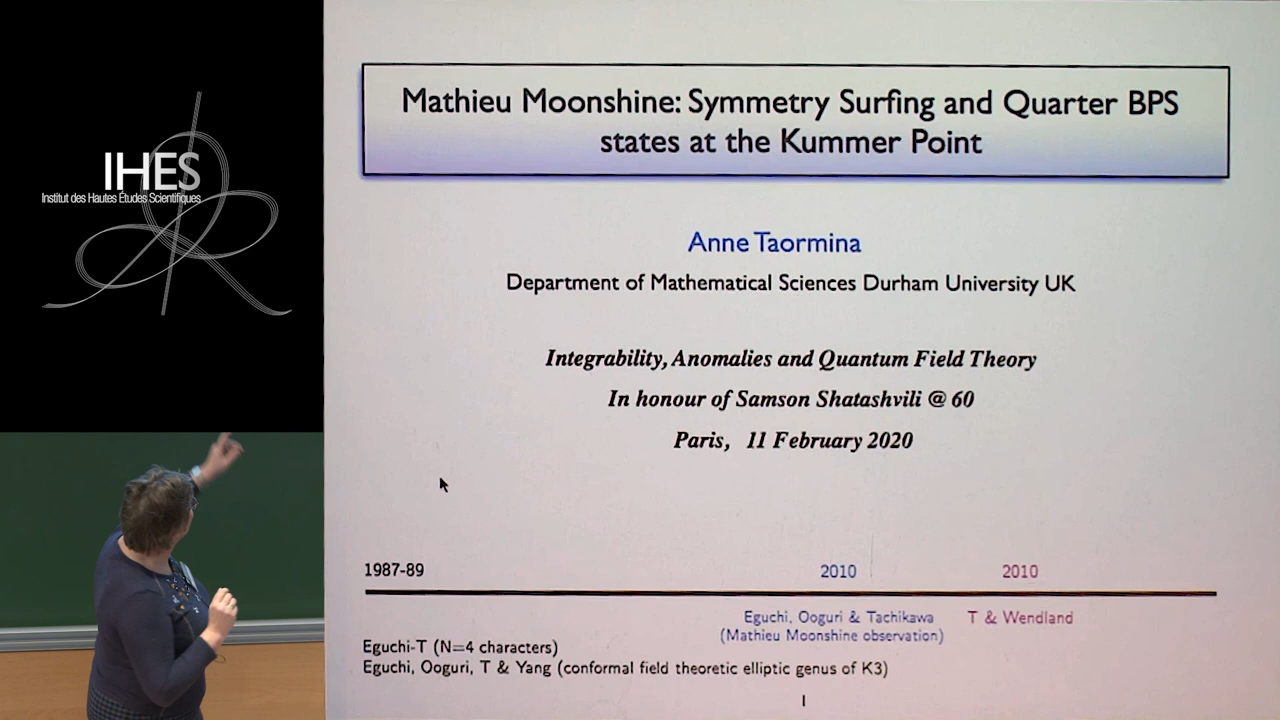 IHES
Institut des Hautes Études Scientifiques
Mathieu Moonshine: Symmetry Surfing and Quarter BPS
states at the Kummer Point
Anne Taormina
Department of Mathematical Sciences Durham University UK
Integrability, Anomalies and Quantum Field Theory
In honour of Samson Shatashvili @ 60
Paris, 11 February 2020
1987-89 2010 2010
Eguchi, Ooguri & Tachikawa T & Wendland
(Mathieu Moonshine observation)
Eguchi-T (N=4 characters)
Eguchi, Ooguri, T & Yang (conformal field theoretic elliptic genus of K3)
1